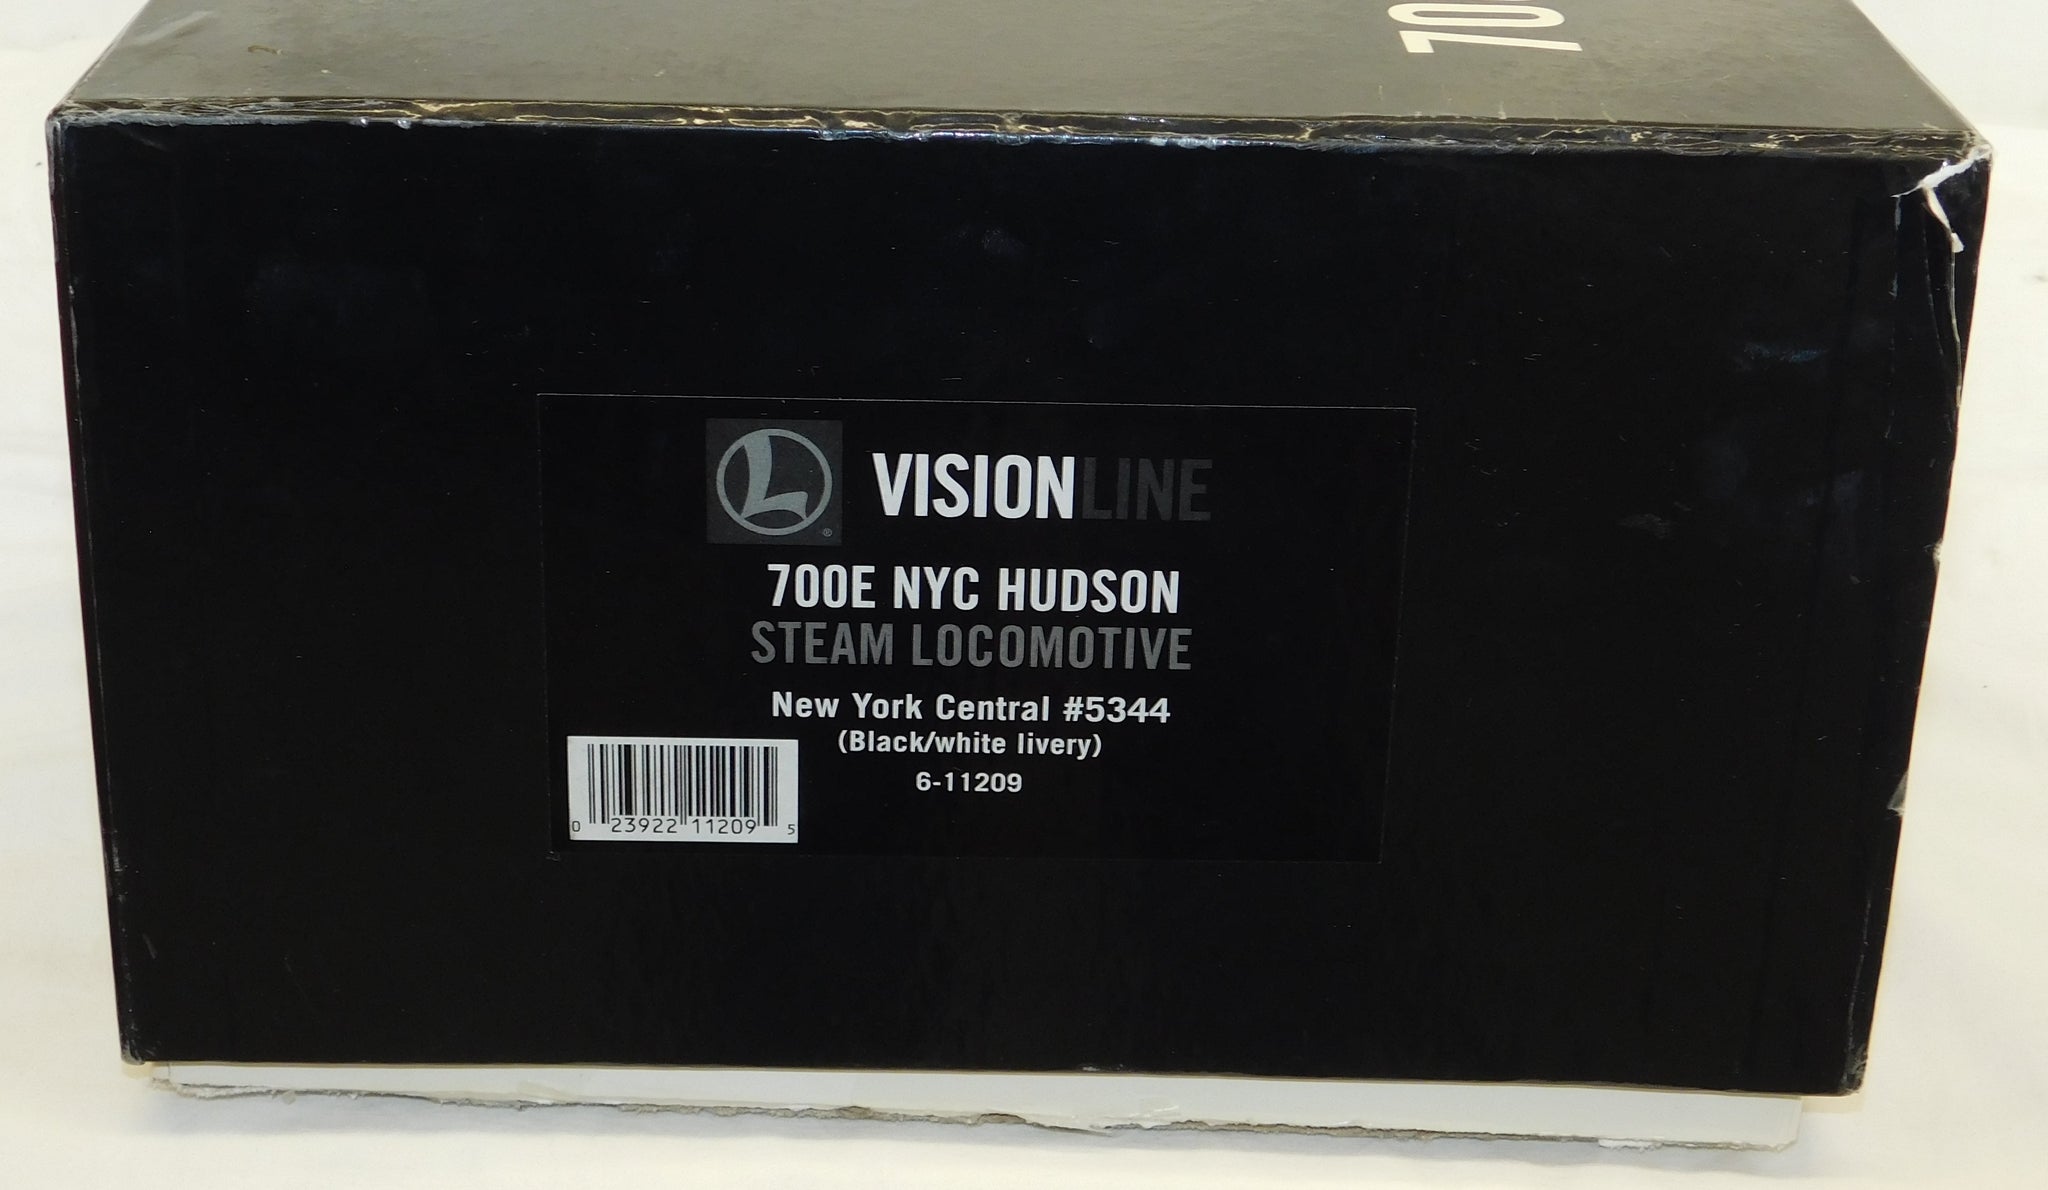 70
VISIONLINE
700E NYC HUDSON
STEAM LOCOMOTIVE
New York Central #5344
(Black/white livery)
6-11209
0 23922 11209 5